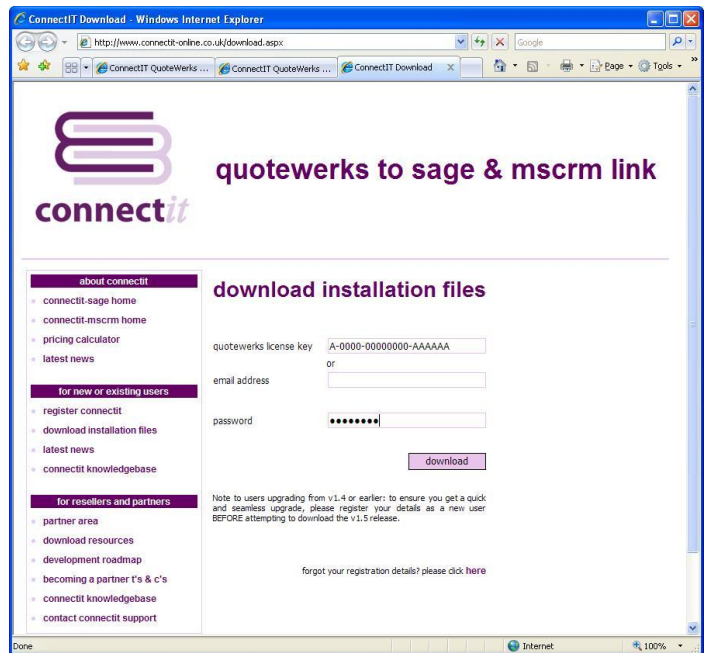 ConnectIT Download - Windows Internet Explorer
http://www.connectit-online.co.uk/download.aspx
Google
ConnectIT QuoteWerks ...
ConnectIT QuoteWerks ...
ConnectIT Download
Page
Tools
connectit
quotewerks to sage & mscrm link
about connectit
connectit-sage home
connectit-mscrm home
pricing calculator
latest news
for new or existing users
register connectit
download installation files
latest news
connectit knowledgebase
for resellers and partners
partner area
download resources
development roadmap
becoming a partner t's & c's
connectit knowledgebase
contact connectit support
download installation files
quotewerks license key
A-0000-00000000-AAAAAA
or
email address
password
download
Note to users upgrading from v1.4 or earlier: to ensure you get a quick
and seamless upgrade, please register your details as a new user
BEFORE attempting to download the v1.5 release.
forgot your registration details? please click here
Done
Internet
100%